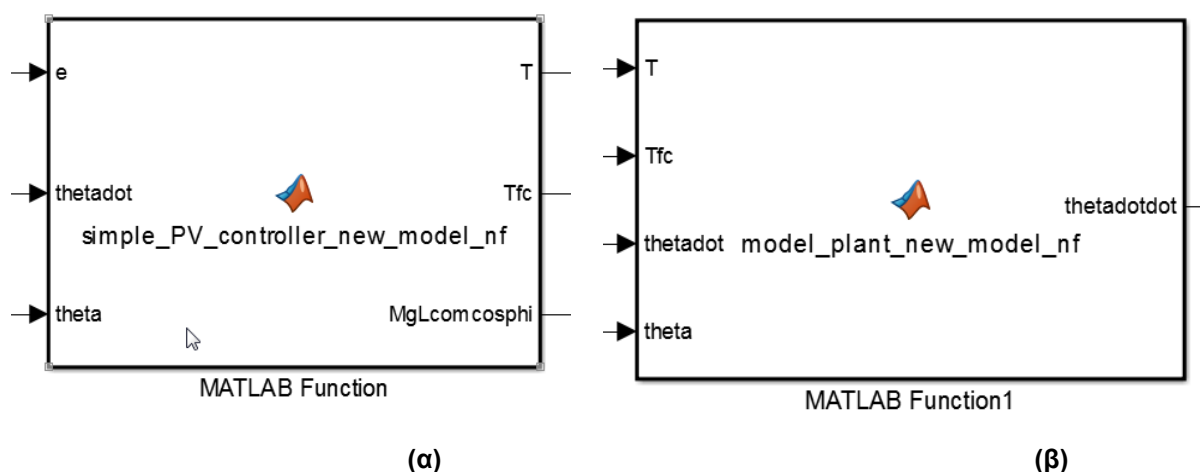 e
T
thetadot
Tfc
simple_PV_controller_new_model_nf
theta
MgLcomcosphi
MATLAB Function
(α)
T
Tfc
thetadotdot
thetadot
model_plant_new_model_nf
theta
MATLAB Function1
(β)